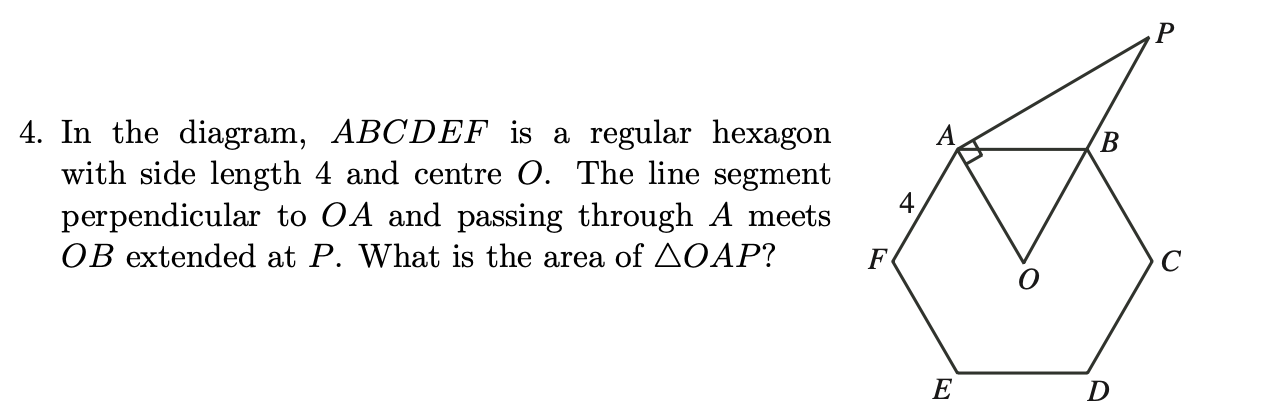 4. In the diagram, ABCDEF is a regular hexagon
with side length 4 and centre O. The line segment
perpendicular to OA and passing through A meets
OB extended at P. What is the area of △OAP?
P
A
B
4
F
O
C
E
D